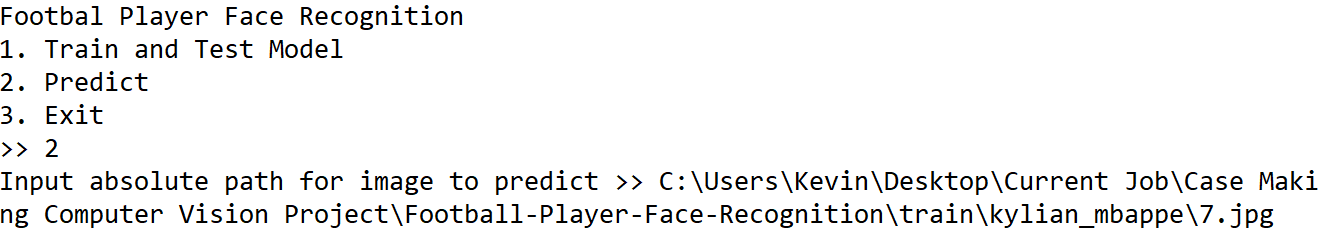 Footbal Player Face Recognition
1. Train and Test Model
2. Predict
3. Exit
>> 2
Input absolute path for image to predict >> C:\Users\Kevin\Desktop\Current Job\Case Maki
ng Computer Vision Project\Football-Player-Face-Recognition\train\kylian_mbappe\7.jpg